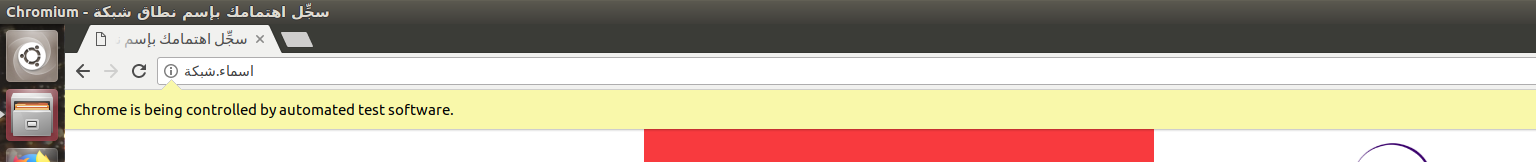 سجِّل اهتمامك بإسم نطاق شبكة - Chromium
سجِّل اهتمامك بإسم
اسماء.شبكة
Chrome is being controlled by automated test software.